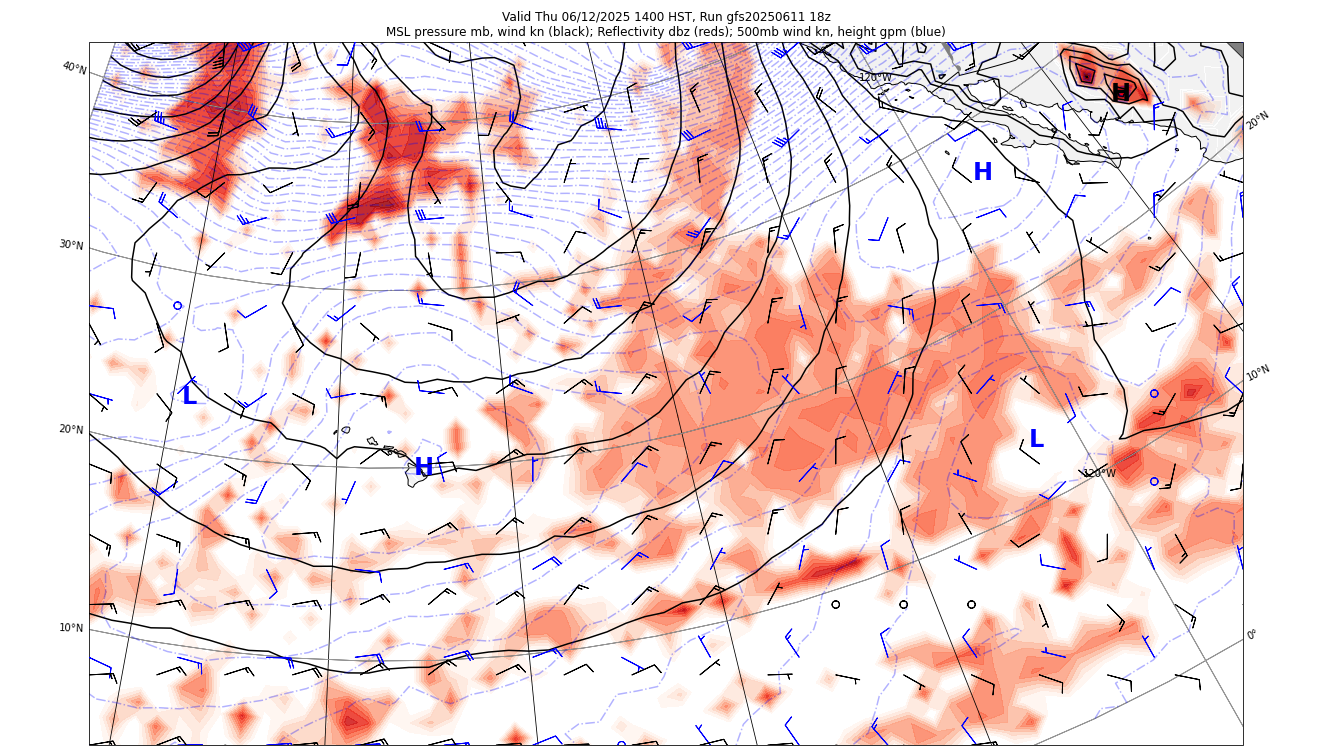 Valid Thu 06/12/2025 1400 HST, Run gfs20250611 18z
MSL pressure mb, wind kn (black); Reflectivity dbz (reds); 500mb wind kn, height gpm (blue)
40°N
120°W
H
20°N
H
30°N
10°N
L
20°N
L
H
120°W
10°N
0°